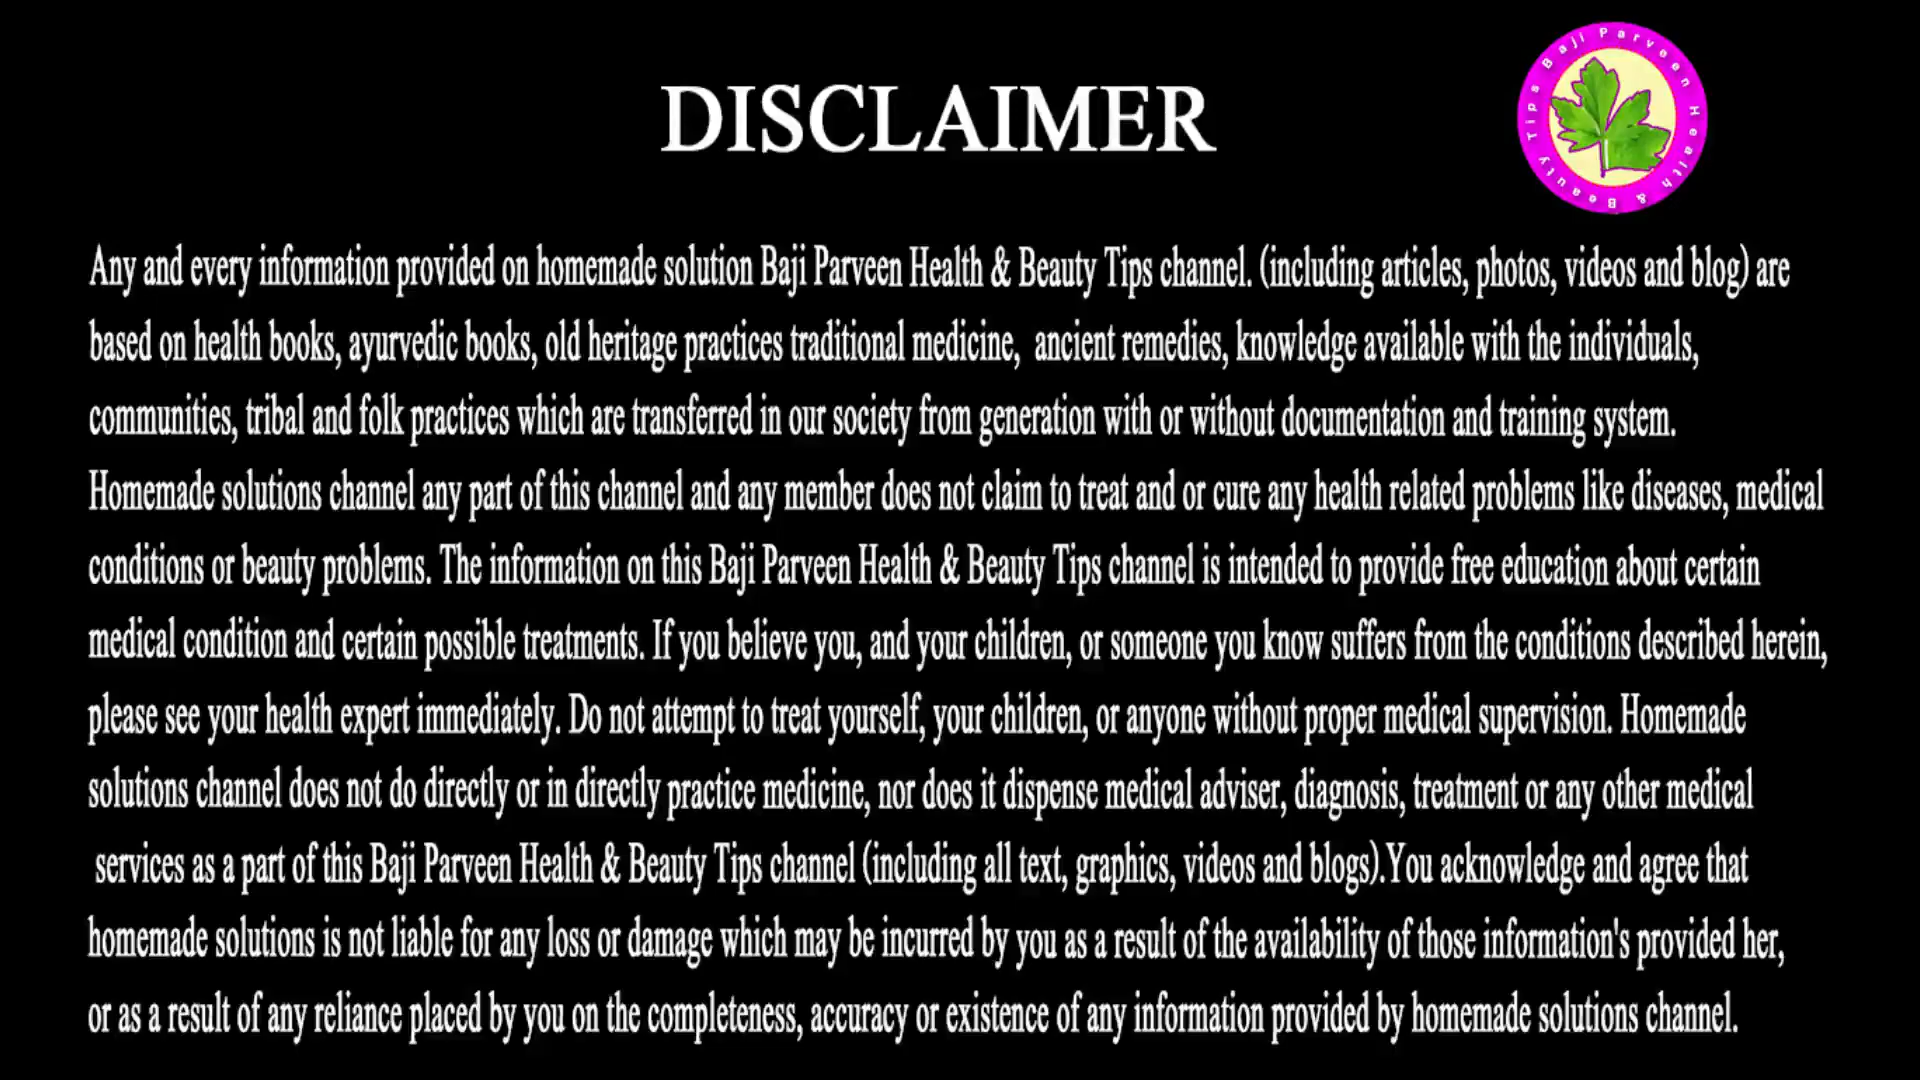 DISCLAIMER
Baji Parveen Health & Beauty Tips
Any and every information provided on homemade solution Baji Parveen Health & Beauty Tips channel. (including articles, photos, videos and blog) are
based on health books, ayurvedic books, old heritage practices traditional medicine, ancient remedies, knowledge available with the individuals,
communities, tribal and folk practices which are transferred in our society from generation with or without documentation and training system.
Homemade solutions channel any part of this channel and any member does not claim to treat and or cure any health related problems like diseases, medical
conditions or beauty problems. The information on this Baji Parveen Health & Beauty Tips channel is intended to provide free education about certain
medical condition and certain possible treatments. If you believe you, and your children, or someone you know suffers from the conditions described herein,
please see your health expert immediately. Do not attempt to treat yourself, your children, or anyone without proper medical supervision. Homemade
solutions channel does not do directly or in directly practice medicine, nor does it dispense medical adviser, diagnosis, treatment or any other medical
services as a part of this Baji Parveen Health & Beauty Tips channel (including all text, graphics, videos and blogs).You acknowledge and agree that
homemade solutions is not liable for any loss or damage which may be incurred by you as a result of the availability of those information's provided her,
or as a result of any reliance placed by you on the completeness, accuracy or existence of any information provided by homemade solutions channel.